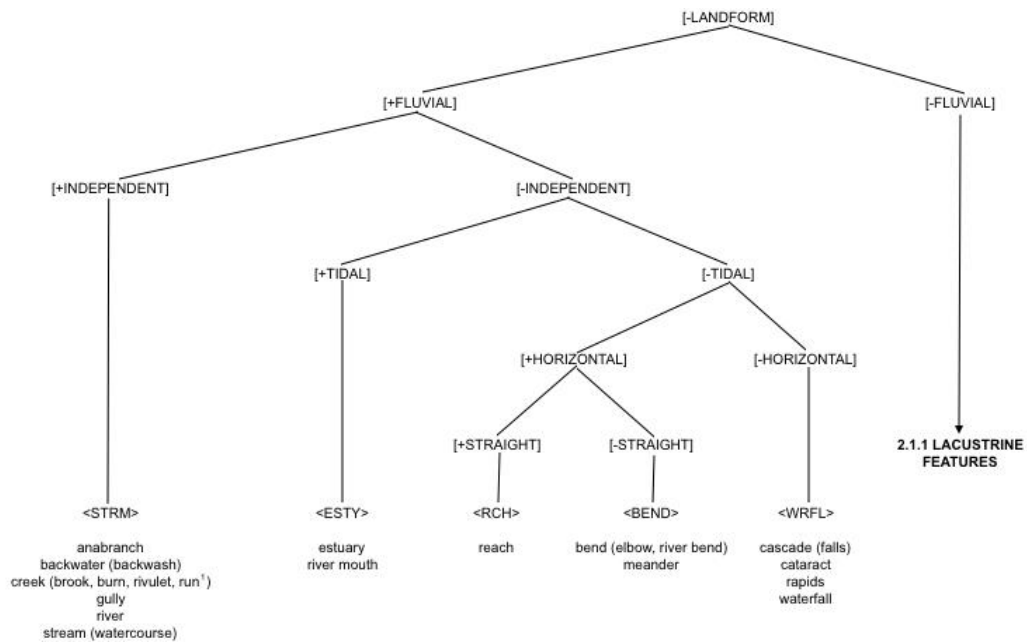 [-LANDFORM]
[+FLUVIAL]
[-FLUVIAL]
[+INDEPENDENT]
[-INDEPENDENT]
[+TIDAL]
[-TIDAL]
[+HORIZONTAL]
[-HORIZONTAL]
[+STRAIGHT]
[-STRAIGHT]
2.1.1 LACUSTRINE
FEATURES
<STRM>
anabranch
backwater (backwash)
creek (brook, burn, rivulet, run¹)
gully
river
stream (watercourse)
<ESTY>
estuary
river mouth
<RCH>
reach
<BEND>
bend (elbow, river bend)
meander
<WRFL>
cascade (falls)
cataract
rapids
waterfall